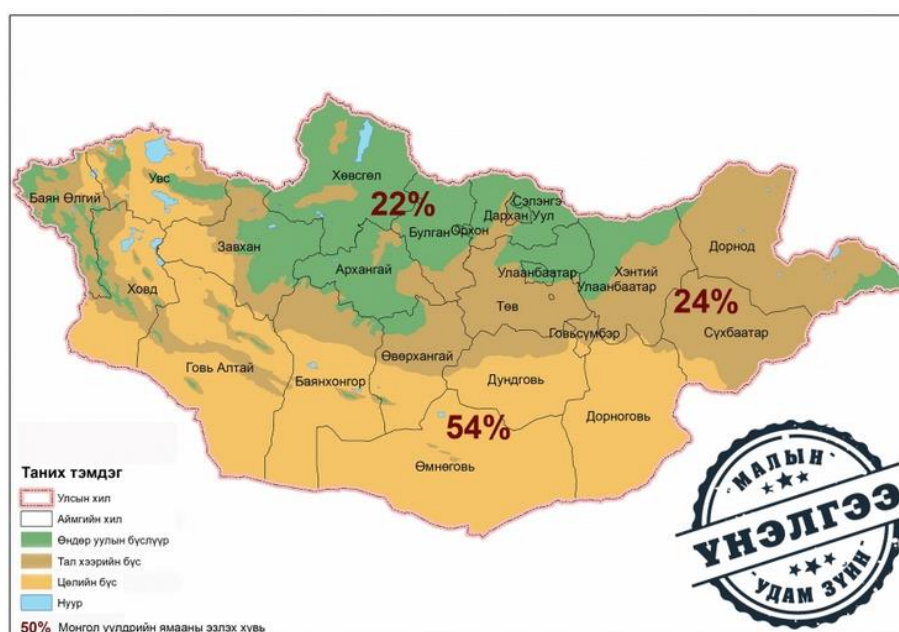 Хөвсгөл
Увс
Баян Өлгий
22%
Сэлэнгэ
Дархан Уул
Булган
Орхон
Дорнод
Завхан
Архангай
Улаанбаатар
Хэнтий
Улаанбаатар
Ховд
Төв
24%
Говьсүмбэр
Сүхбаатар
Өвөрхангай
Говь Алтай
Баянхонгор
Дундговь
Дорноговь
54%
Өмнөговь
Таних тэмдэг
Улсын хил
Аймгийн хил
Өндөр уулын бүслүүр
Тал хээрийн бүс
Цөлийн бүс
Нуур
50% Монгол үүлдрийн ямааны эзлэх хувь
МАЛЫН
ҮНЭЛГЭЭ
УДАМ ЗҮЙН